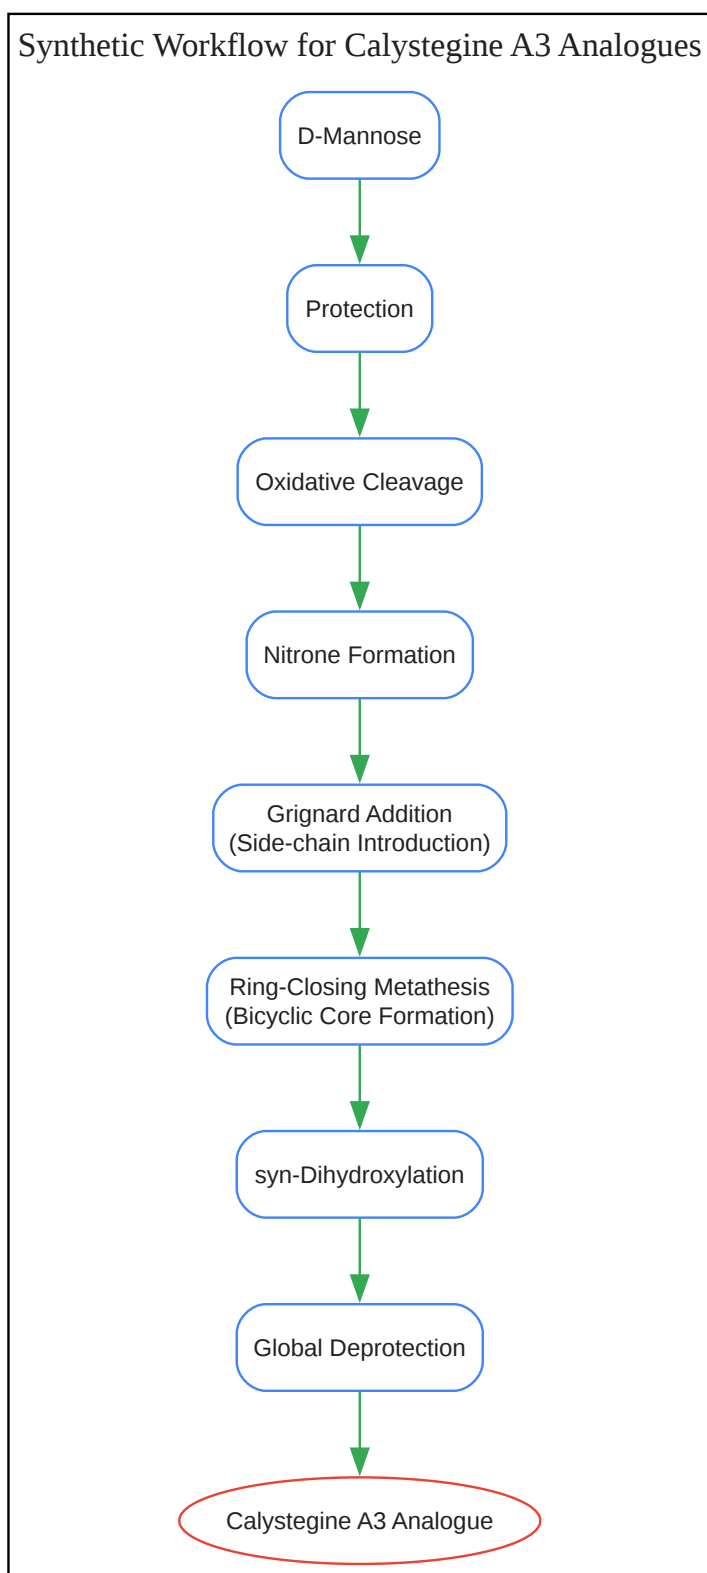 Synthetic Workflow for Calystegine A3 Analogues
D-Mannose
Protection
Oxidative Cleavage
Nitrone Formation
Grignard Addition
(Side-chain Introduction)
Ring-Closing Metathesis
(Bicyclic Core Formation)
syn-Dihydroxylation
Global Deprotection
Calystegine A3 Analogue